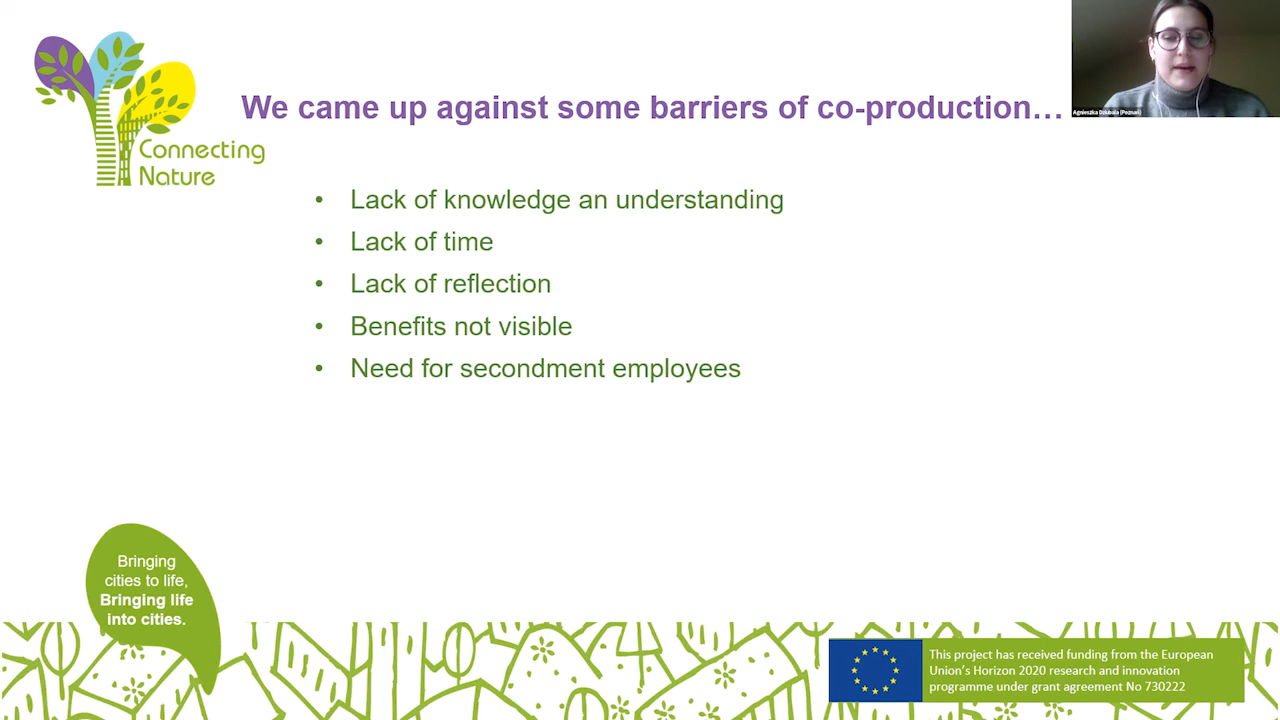 We came up against some barriers of co-production…
Agnieszka Dziubala (Poznań)
Connecting
Nature
• Lack of knowledge an understanding
• Lack of time
• Lack of reflection
• Benefits not visible
• Need for secondment employees
Bringing
cities to life,
Bringing life
into cities.
This project has received funding from the European
Union’s Horizon 2020 research and innovation
programme under grant agreement No 730222